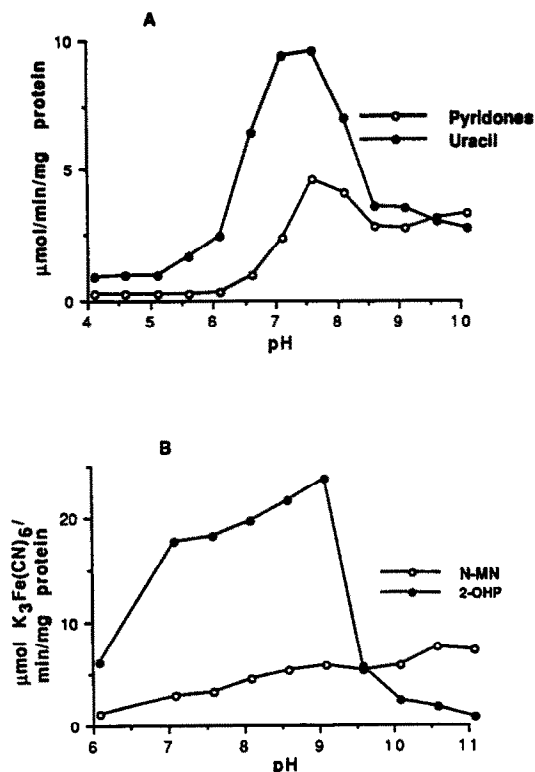 A
10
5
0
μmol/min/mg protein
Pyridones
Uracil
4 5 6 7 8 9 10
pH
B
20
10
0
μmol K3Fe(CN)6/
min/mg protein
N-MN
2-OHP
6 7 8 9 10 11
pH